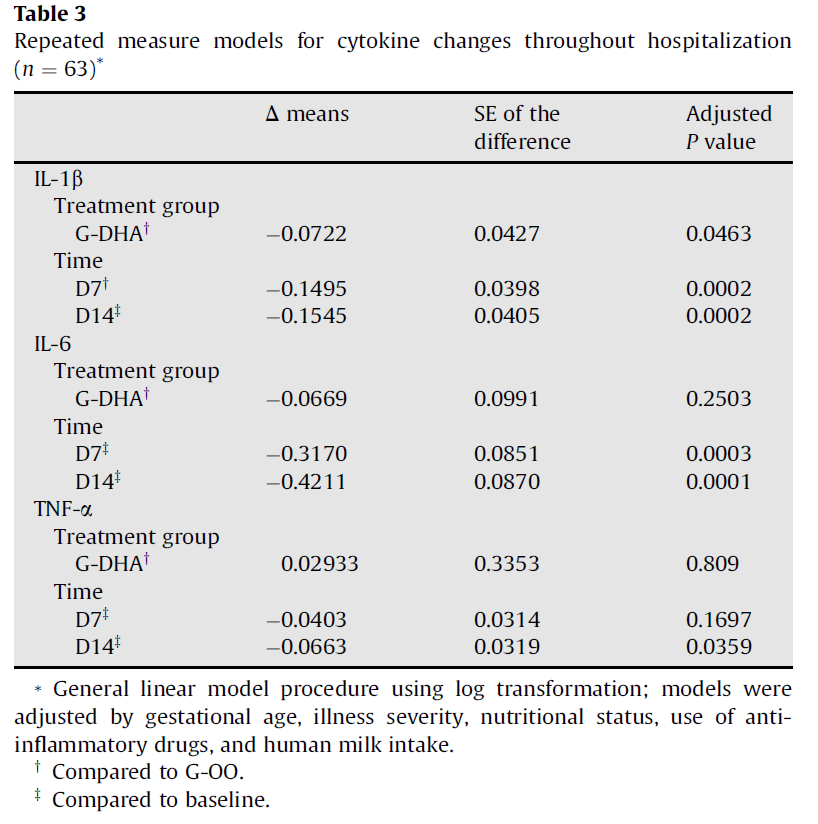 Table 3
Repeated measure models for cytokine changes throughout hospitalization
(n = 63)*
Δ means SE of the difference Adjusted P value
IL-1β
Treatment group
G-DHA† −0.0722 0.0427 0.0463
Time
D7† −0.1495 0.0398 0.0002
D14‡ −0.1545 0.0405 0.0002
IL-6
Treatment group
G-DHA† −0.0669 0.0991 0.2503
Time
D7‡ −0.3170 0.0851 0.0003
D14‡ −0.4211 0.0870 0.0001
TNF-α
Treatment group
G-DHA† 0.02933 0.3353 0.809
Time
D7‡ −0.0403 0.0314 0.1697
D14‡ −0.0663 0.0319 0.0359
* General linear model procedure using log transformation; models were
adjusted by gestational age, illness severity, nutritional status, use of anti-
inflammatory drugs, and human milk intake.
† Compared to G-OO.
‡ Compared to baseline.